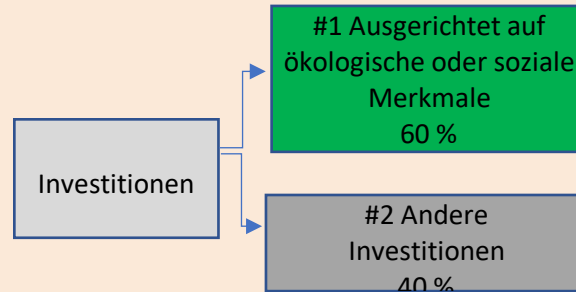 #1 Ausgerichtet auf
ökologische oder soziale
Merkmale
60 %
Investitionen
#2 Andere
Investitionen
40 %